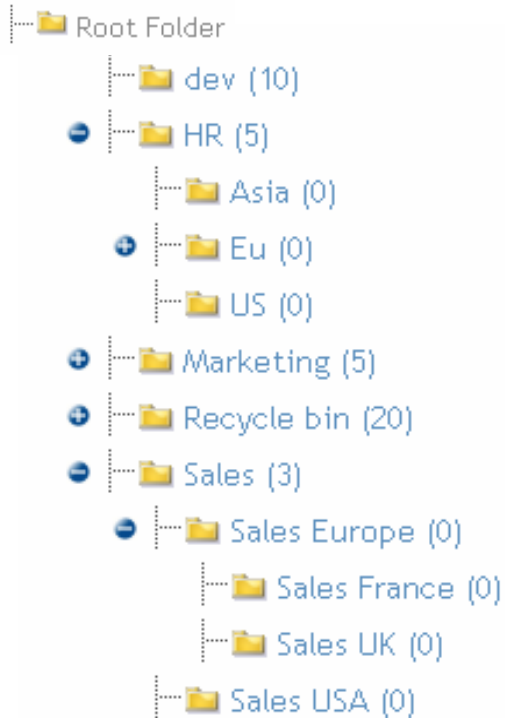 Root Folder
dev (10)
HR (5)
Asia (0)
Eu (0)
US (0)
Marketing (5)
Recycle bin (20)
Sales (3)
Sales Europe (0)
Sales France (0)
Sales UK (0)
Sales USA (0)